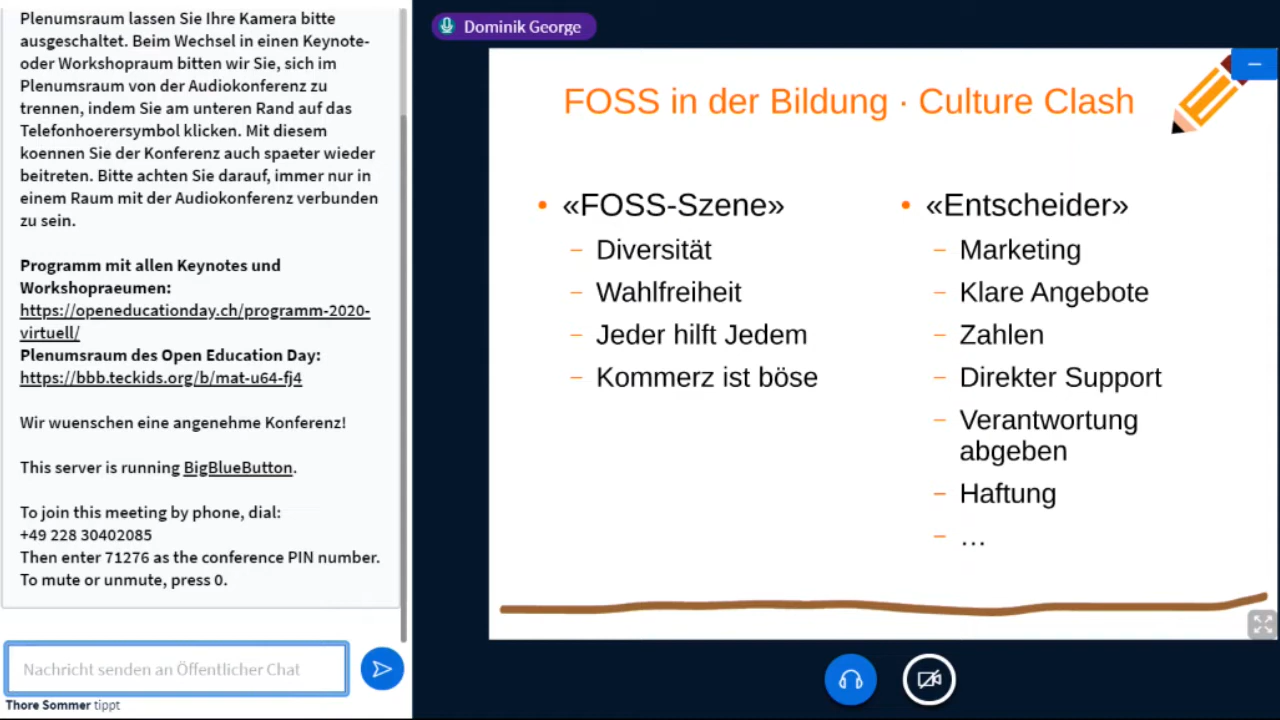 Plenumsraum lassen Sie Ihre Kamera bitte
ausgeschaltet. Beim Wechsel in einen Keynote-
oder Workshopraum bitten wir Sie, sich im
Plenumsraum von der Audiokonferenz zu
trennen, indem Sie am unteren Rand auf das
Telefonhoerersymbol klicken. Mit diesem
koennen Sie der Konferenz auch spaeter wieder
beitreten. Bitte achten Sie darauf, immer nur in
einem Raum mit der Audiokonferenz verbunden
zu sein.
Programm mit allen Keynotes und
Workshopraeumen:
https://openeducationday.ch/programm-2020-
virtuell/
Plenumsraum des Open Education Day:
https://bbb.teckids.org/b/mat-u64-fj4
Wir wuenschen eine angenehme Konferenz!
This server is running BigBlueButton.
To join this meeting by phone, dial:
+49 228 30402085
Then enter 71276 as the conference PIN number.
To mute or unmute, press 0.
Nachricht senden an Öffentlicher Chat
Thore Sommer tippt
Dominik George
FOSS in der Bildung · Culture Clash
• «FOSS-Szene»
– Diversität
– Wahlfreiheit
– Jeder hilft Jedem
– Kommerz ist böse
• «Entscheider»
– Marketing
– Klare Angebote
– Zahlen
– Direkter Support
– Verantwortung
abgeben
– Haftung
– …